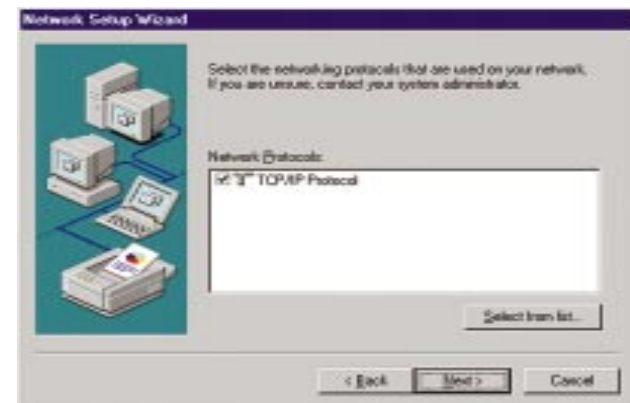 Network Setup Wizard
Select the networking protocols that are used on your network.
If you are unsure, contact your system administrator.
Network Protocols:
TCP/IP Protocol
Select from list...
< Back
Next >
Cancel